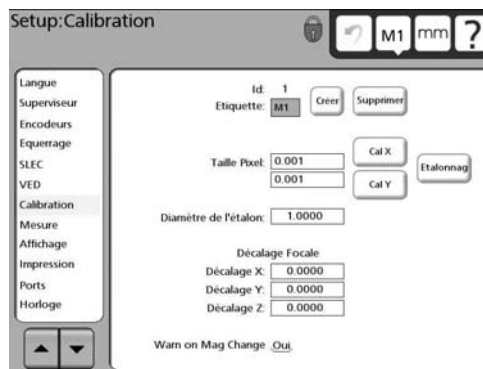 Setup:Calibration
M1
mm
?
Langue
Superviseur
Encodeurs
Equerrage
SLEC
VED
Calibration
Mesure
Affichage
Impression
Ports
Horloge
Id: 1
Etiquette: M1 Créer Supprimer
Taille Pixel: 0.001 Cal X
0.001 Cal Y
Etalonnag
Diamètre de l'étalon: 1.0000
Décalage Focale
Décalage X: 0.0000
Décalage Y: 0.0000
Décalage Z: 0.0000
Warn on Mag Change Oui